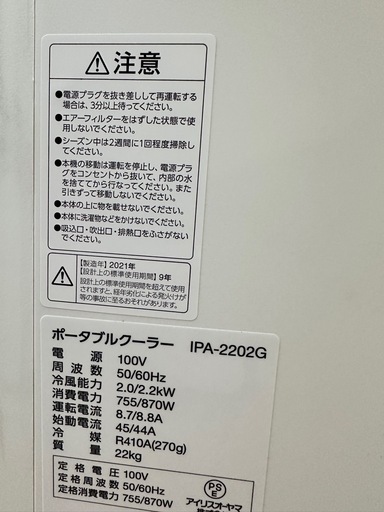 注意
●電源プラグを抜き差しして再運転する
場合は、3分以上待ってください。
●エアーフィルターをはずした状態で使
用しないでください。
●シーズン中は2週間に1回程度掃除し
てください。
●本機の移動は運転を停止し、電源プラ
グをコンセントから抜いて、内部の水
を捨ててから行なってください。また
引きずって移動しないでください。
●本体の上に物を載せないでください。
●本体に洗濯物などをかけないでください。
●吸込口・吹出口・排熱口をふさがない
でください。
【製造年】2021年
【設計上の標準使用期間】9年
設計上の標準使用期間を超えて使用
されますと、経年劣化による発火けが
等の事故に至るおそれがあります。
ポータブルクーラー IPA-2202G
電源 100V
周波数 50/60Hz
冷風能力 2.0/2.2kW
消費電力 755/870W
運転電流 8.7/8.8A
始動電流 45/44A
冷媒 R410A(270g)
質量 22kg
定格電圧 100V
定格周波数 50/60Hz
定格消費電力 755/870W
PS
E
アイリスオーヤマ